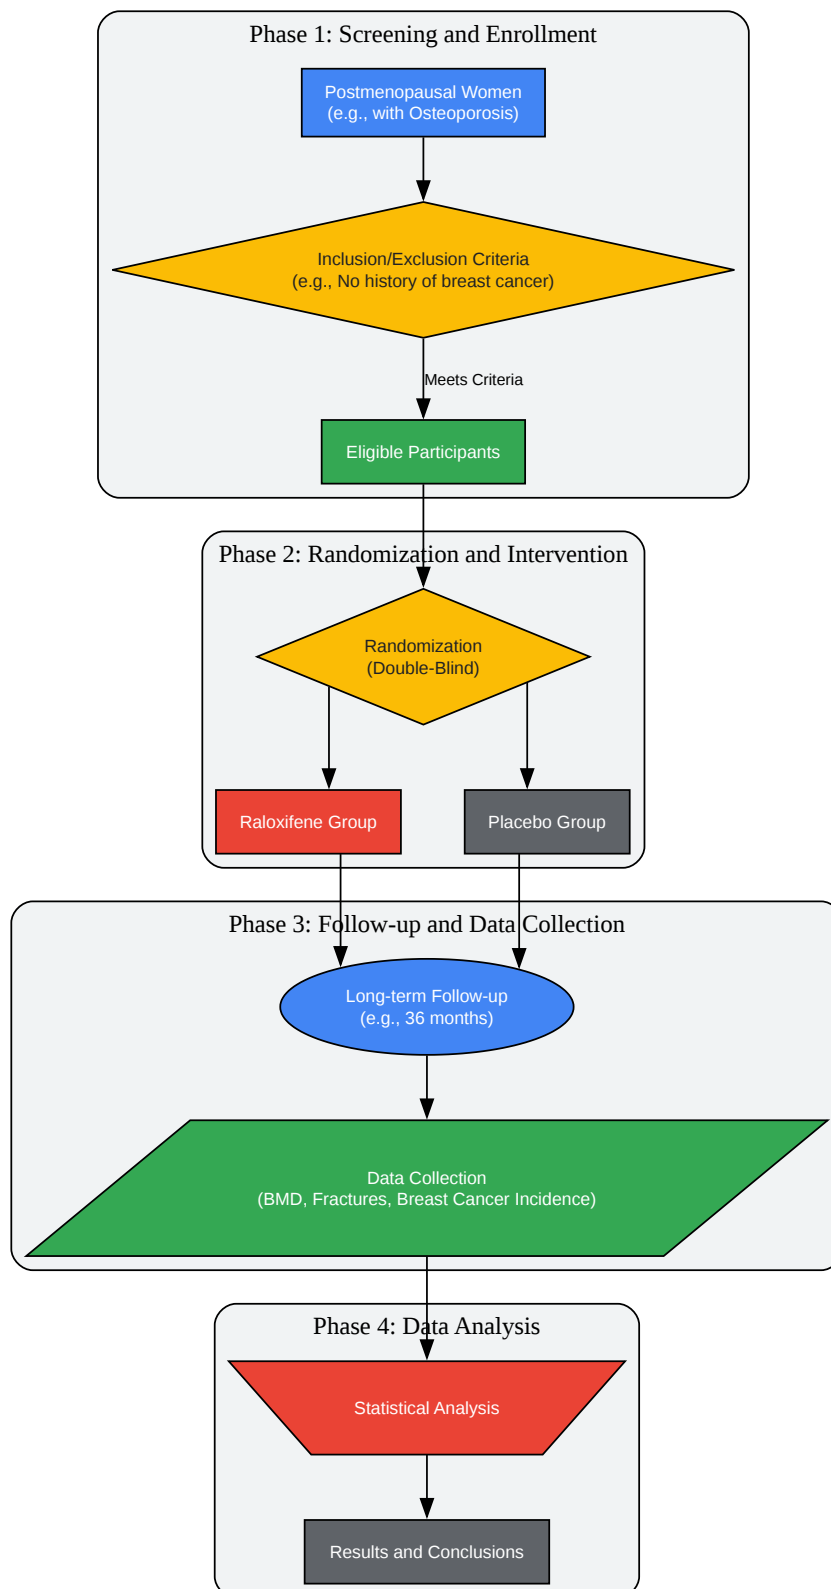 Phase 1: Screening and Enrollment
Postmenopausal Women
(e.g., with Osteoporosis)
Inclusion/Exclusion Criteria
(e.g., No history of breast cancer)
Meets Criteria
Eligible Participants
Phase 2: Randomization and Intervention
Randomization
(Double-Blind)
Raloxifene Group
Placebo Group
Phase 3: Follow-up and Data Collection
Long-term Follow-up
(e.g., 36 months)
Data Collection
(BMD, Fractures, Breast Cancer Incidence)
Phase 4: Data Analysis
Statistical Analysis
Results and Conclusions